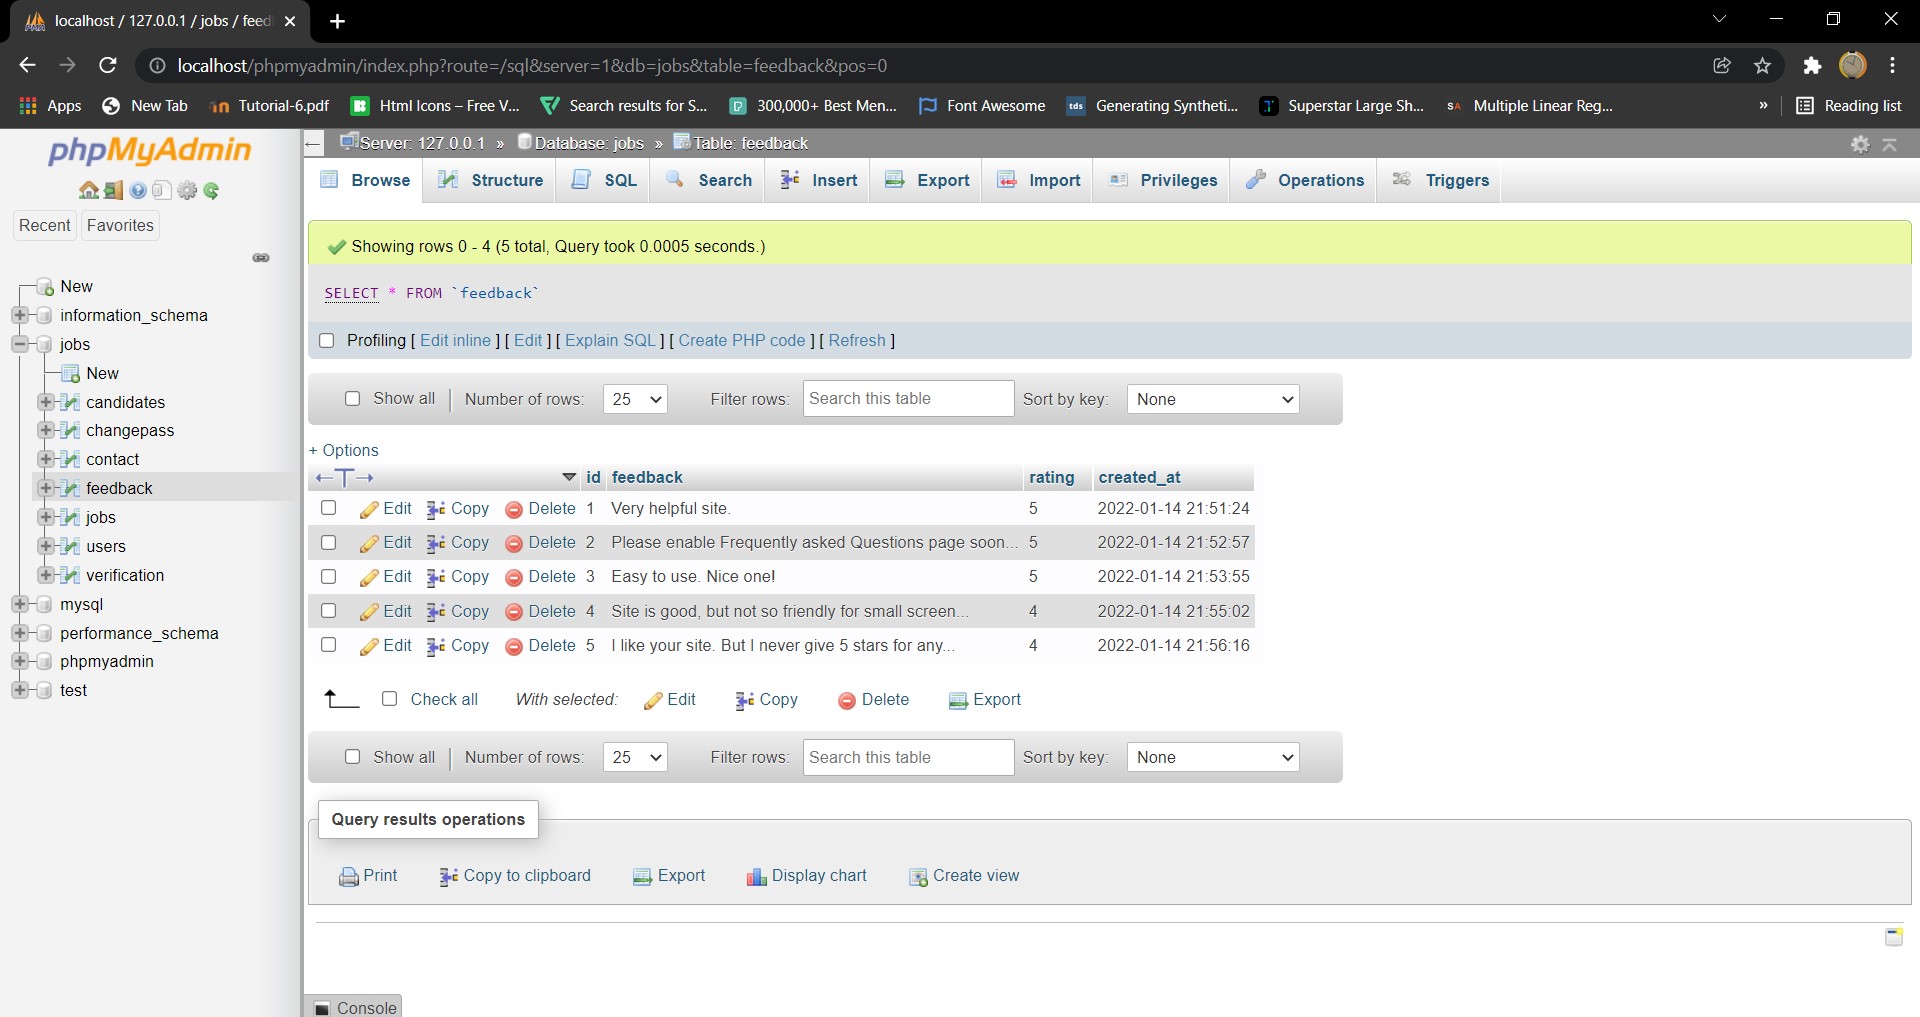 localhost / 127.0.0.1 / jobs / feed
localhost/phpmyadmin/index.php?route=/sql&server=1&db=jobs&table=feedback&pos=0
Apps New Tab Tutorial-6.pdf Html Icons – Free V... Search results for S... 300,000+ Best Men... Font Awesome tds Generating Syntheti... Superstar Large Sh... SA Multiple Linear Reg... » Reading list
phpMyAdmin
Recent Favorites
New
information_schema
jobs
New
candidates
changepass
contact
feedback
jobs
users
verification
mysql
performance_schema
phpmyadmin
test
Server: 127.0.0.1 » Database: jobs » Table: feedback
Browse Structure SQL Search Insert Export Import Privileges Operations Triggers
Showing rows 0 - 4 (5 total, Query took 0.0005 seconds.)
SELECT * FROM `feedback`
Profiling [ Edit inline ] [ Edit ] [ Explain SQL ] [ Create PHP code ] [ Refresh ]
Show all Number of rows: 25 Filter rows: Search this table Sort by key: None
+ Options
id feedback rating created_at
Edit Copy Delete 1 Very helpful site. 5 2022-01-14 21:51:24
Edit Copy Delete 2 Please enable Frequently asked Questions page soon... 5 2022-01-14 21:52:57
Edit Copy Delete 3 Easy to use. Nice one! 5 2022-01-14 21:53:55
Edit Copy Delete 4 Site is good, but not so friendly for small screen... 4 2022-01-14 21:55:02
Edit Copy Delete 5 I like your site. But I never give 5 stars for any... 4 2022-01-14 21:56:16
Check all With selected: Edit Copy Delete Export
Show all Number of rows: 25 Filter rows: Search this table Sort by key: None
Query results operations
Print Copy to clipboard Export Display chart Create view
Console